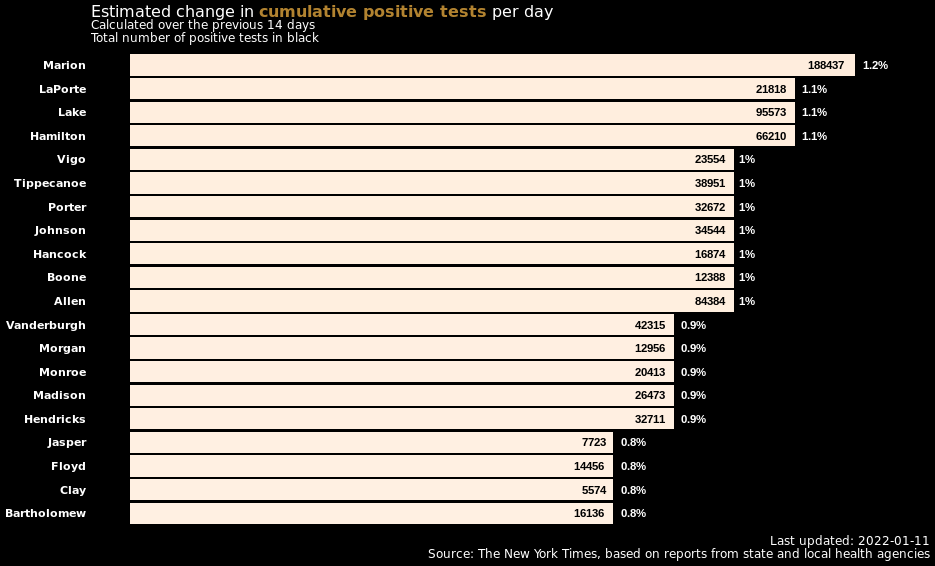 Estimated change in cumulative positive tests per day
Calculated over the previous 14 days
Total number of positive tests in black
Marion 188437 1.2%
LaPorte 21818 1.1%
Lake 95573 1.1%
Hamilton 66210 1.1%
Vigo 23554 1%
Tippecanoe 38951 1%
Porter 32672 1%
Johnson 34544 1%
Hancock 16874 1%
Boone 12388 1%
Allen 84384 1%
Vanderburgh 42315 0.9%
Morgan 12956 0.9%
Monroe 20413 0.9%
Madison 26473 0.9%
Hendricks 32711 0.9%
Jasper 7723 0.8%
Floyd 14456 0.8%
Clay 5574 0.8%
Bartholomew 16136 0.8%
Last updated: 2022-01-11
Source: The New York Times, based on reports from state and local health agencies